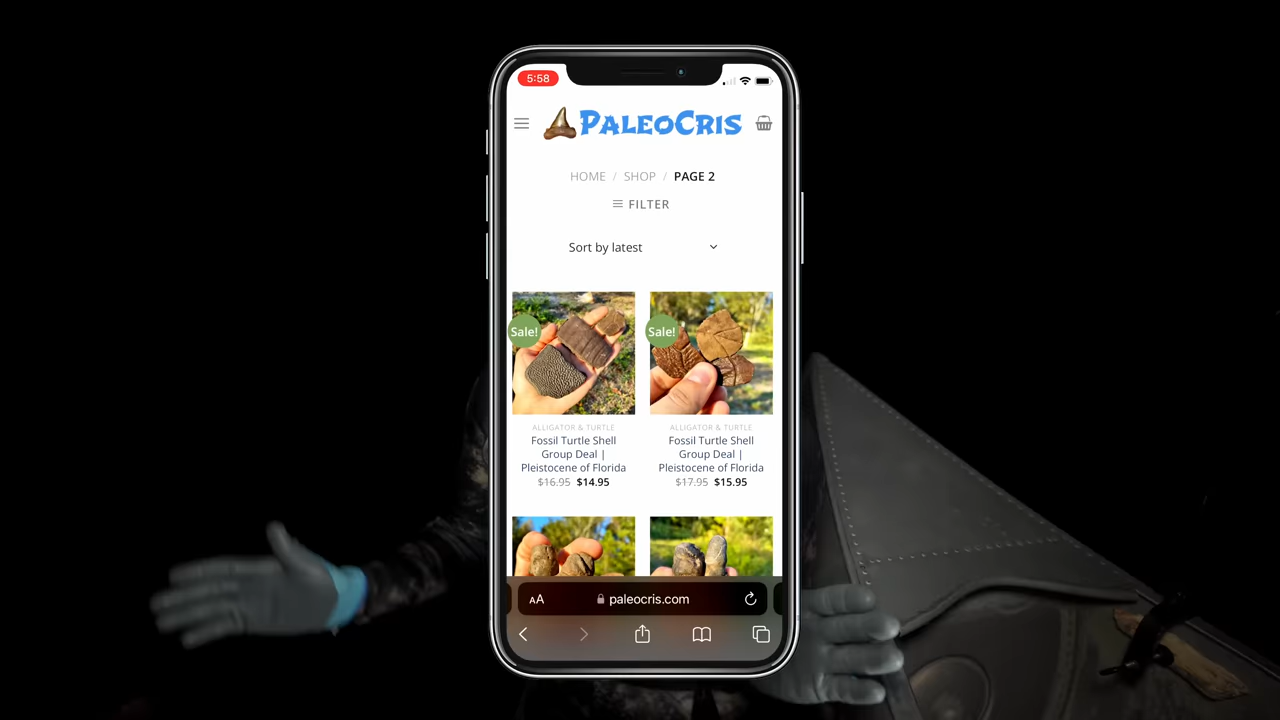 5:58
PALEOCRIS
HOME / SHOP / PAGE 2
FILTER
Sort by latest
Sale!
Sale!
ALLIGATOR & TURTLE
Fossil Turtle Shell
Group Deal |
Pleistocene of Florida
$16.95 $14.95
ALLIGATOR & TURTLE
Fossil Turtle Shell
Group Deal |
Pleistocene of Florida
$17.95 $15.95
AA paleocris.com